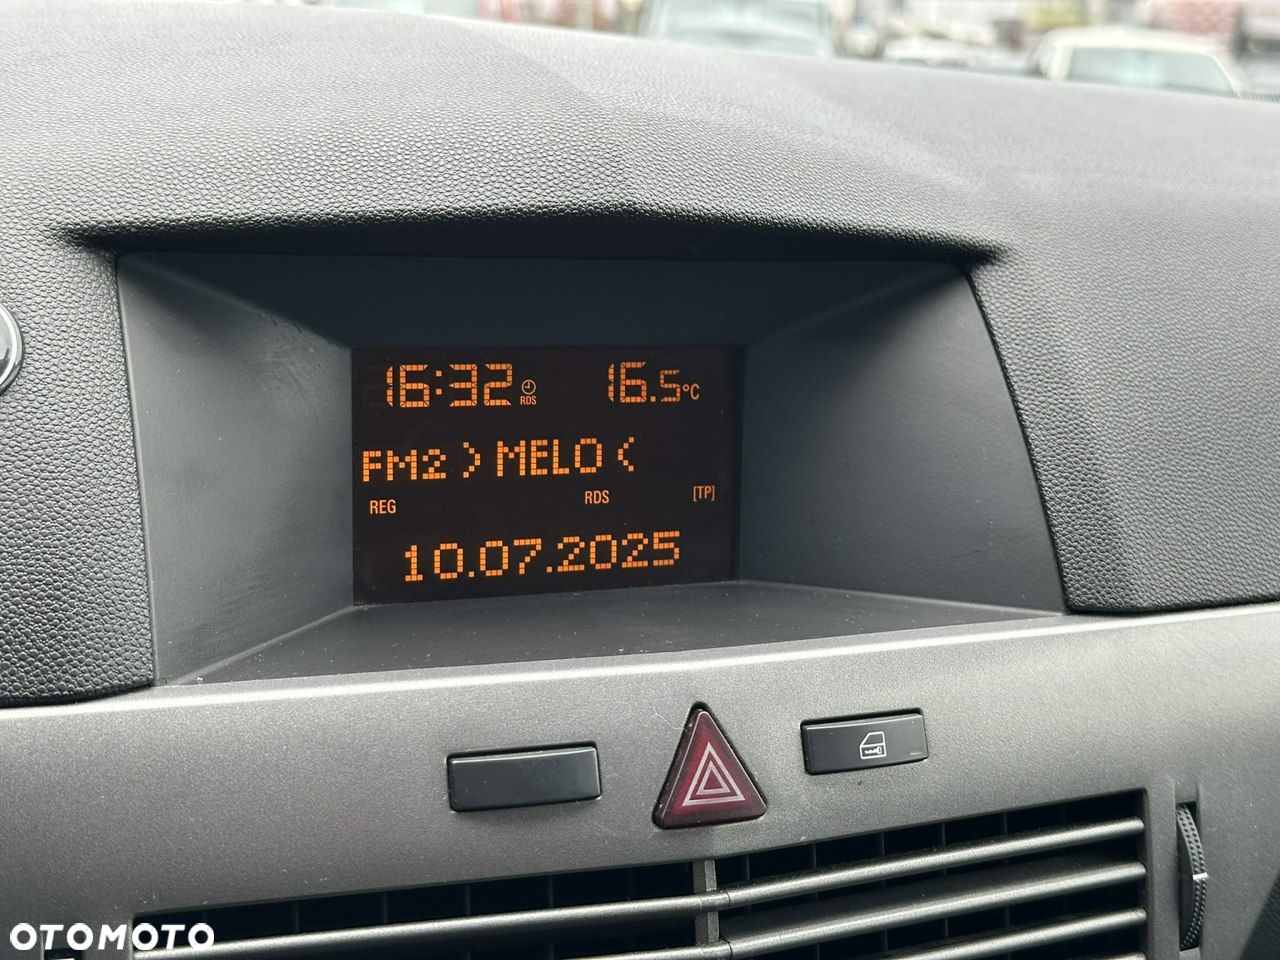 16:32 RDS 16.5°C
FM2 >MELO<
REG RDS [TP]
10.07.2025
OTOMOTO